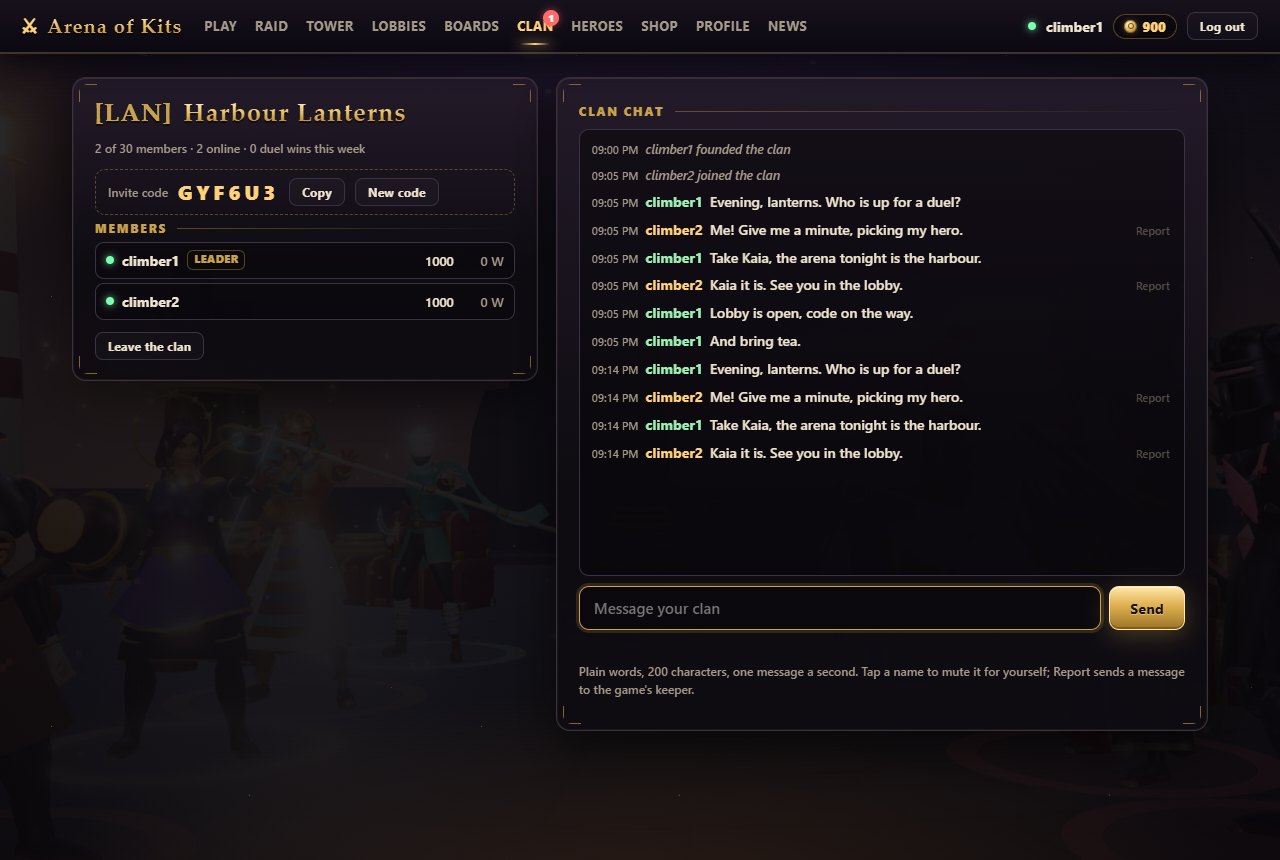 Arena of Kits PLAY RAID TOWER LOBBIES BOARDS CLAN 1 HEROES SHOP PROFILE NEWS climber1 900 Log out
[LAN] Harbour Lanterns
2 of 30 members · 2 online · 0 duel wins this week
Invite code GYF6U3 Copy New code
MEMBERS
climber1 LEADER 1000 0 W
climber2 1000 0 W
Leave the clan
CLAN CHAT
09:00 PM climber1 founded the clan
09:05 PM climber2 joined the clan
09:05 PM climber1 Evening, lanterns. Who is up for a duel?
09:05 PM climber2 Me! Give me a minute, picking my hero. Report
09:05 PM climber1 Take Kaia, the arena tonight is the harbour.
09:05 PM climber2 Kaia it is. See you in the lobby. Report
09:05 PM climber1 Lobby is open, code on the way.
09:05 PM climber1 And bring tea.
09:14 PM climber1 Evening, lanterns. Who is up for a duel?
09:14 PM climber2 Me! Give me a minute, picking my hero. Report
09:14 PM climber1 Take Kaia, the arena tonight is the harbour.
09:14 PM climber2 Kaia it is. See you in the lobby. Report
Message your clan Send
Plain words, 200 characters, one message a second. Tap a name to mute it for yourself; Report sends a message
to the game's keeper.